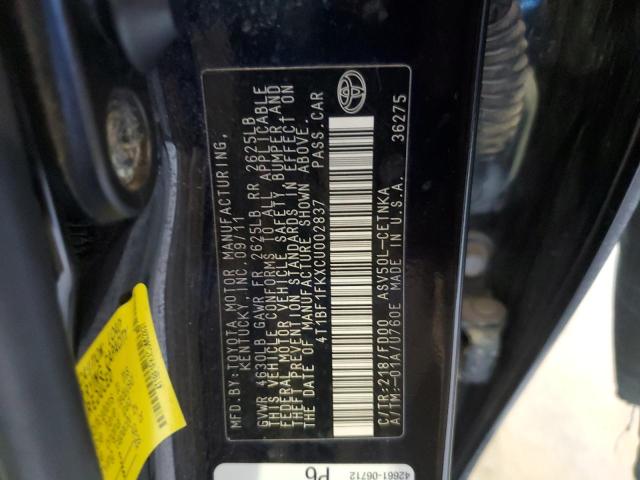 MFD.BY:TOYOTA MOTOR MANUFACTURING,
KENTUCKY, INC.09/11
GVWR 4630LB GAWR FR 2625LB RR 2625LB
THIS VEHICLE CONFORMS TO ALL APPLICABLE
FEDERAL MOTOR VEHICLE SAFETY, BUMPER,AND
THEFT PREVENTION STANDARDS IN EFFECT ON
THE DATE OF MANUFACTURE SHOWN ABOVE.
4T1BF1FKXCU002837 PASS.CAR
C/TR:218/FD00 ASV50L-CETNKA
A/TM:-01A/U760E MADE IN U.S.A. 36275
42661-06712
P6